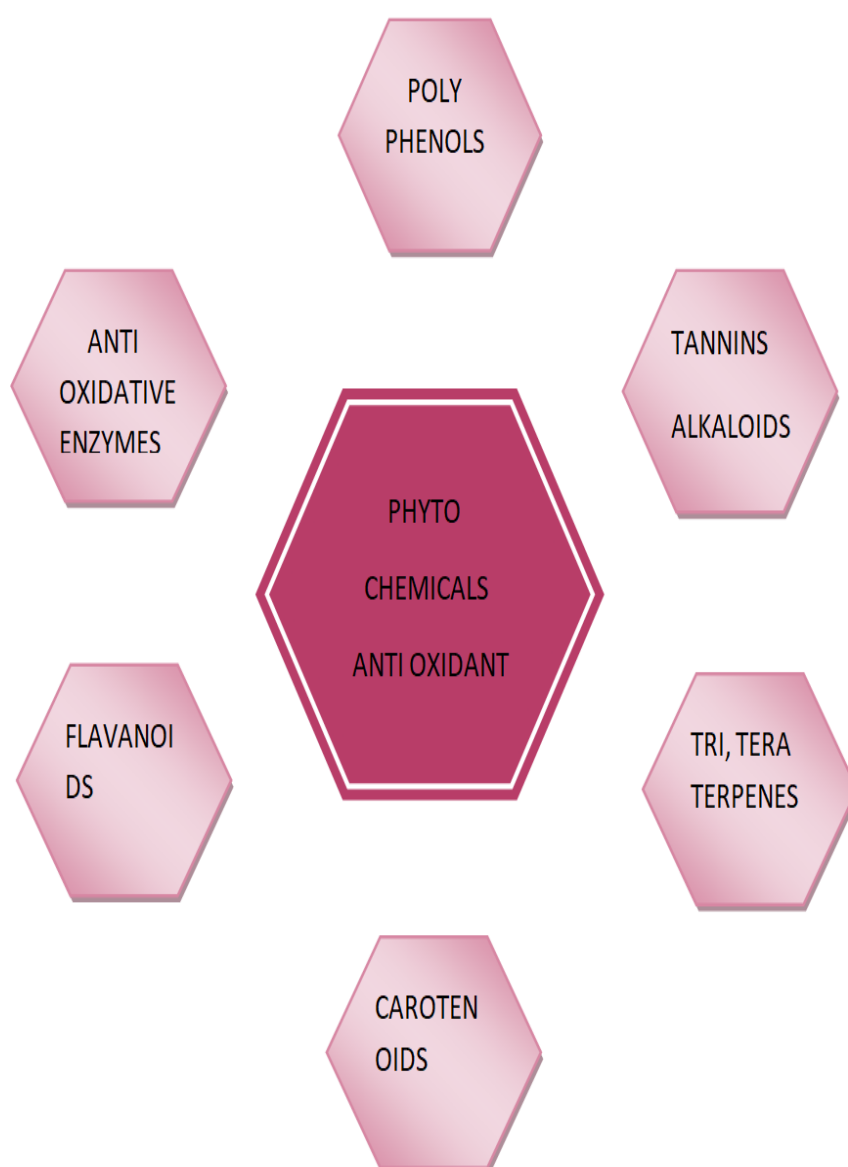 POLY
PHENOLS
ANTI
OXIDATIVE
ENZYMES
TANNINS
ALKALOIDS
PHYTO
CHEMICALS
ANTI OXIDANT
FLAVANOI
DS
TRI, TERA
TERPENES
CAROTEN
OIDS